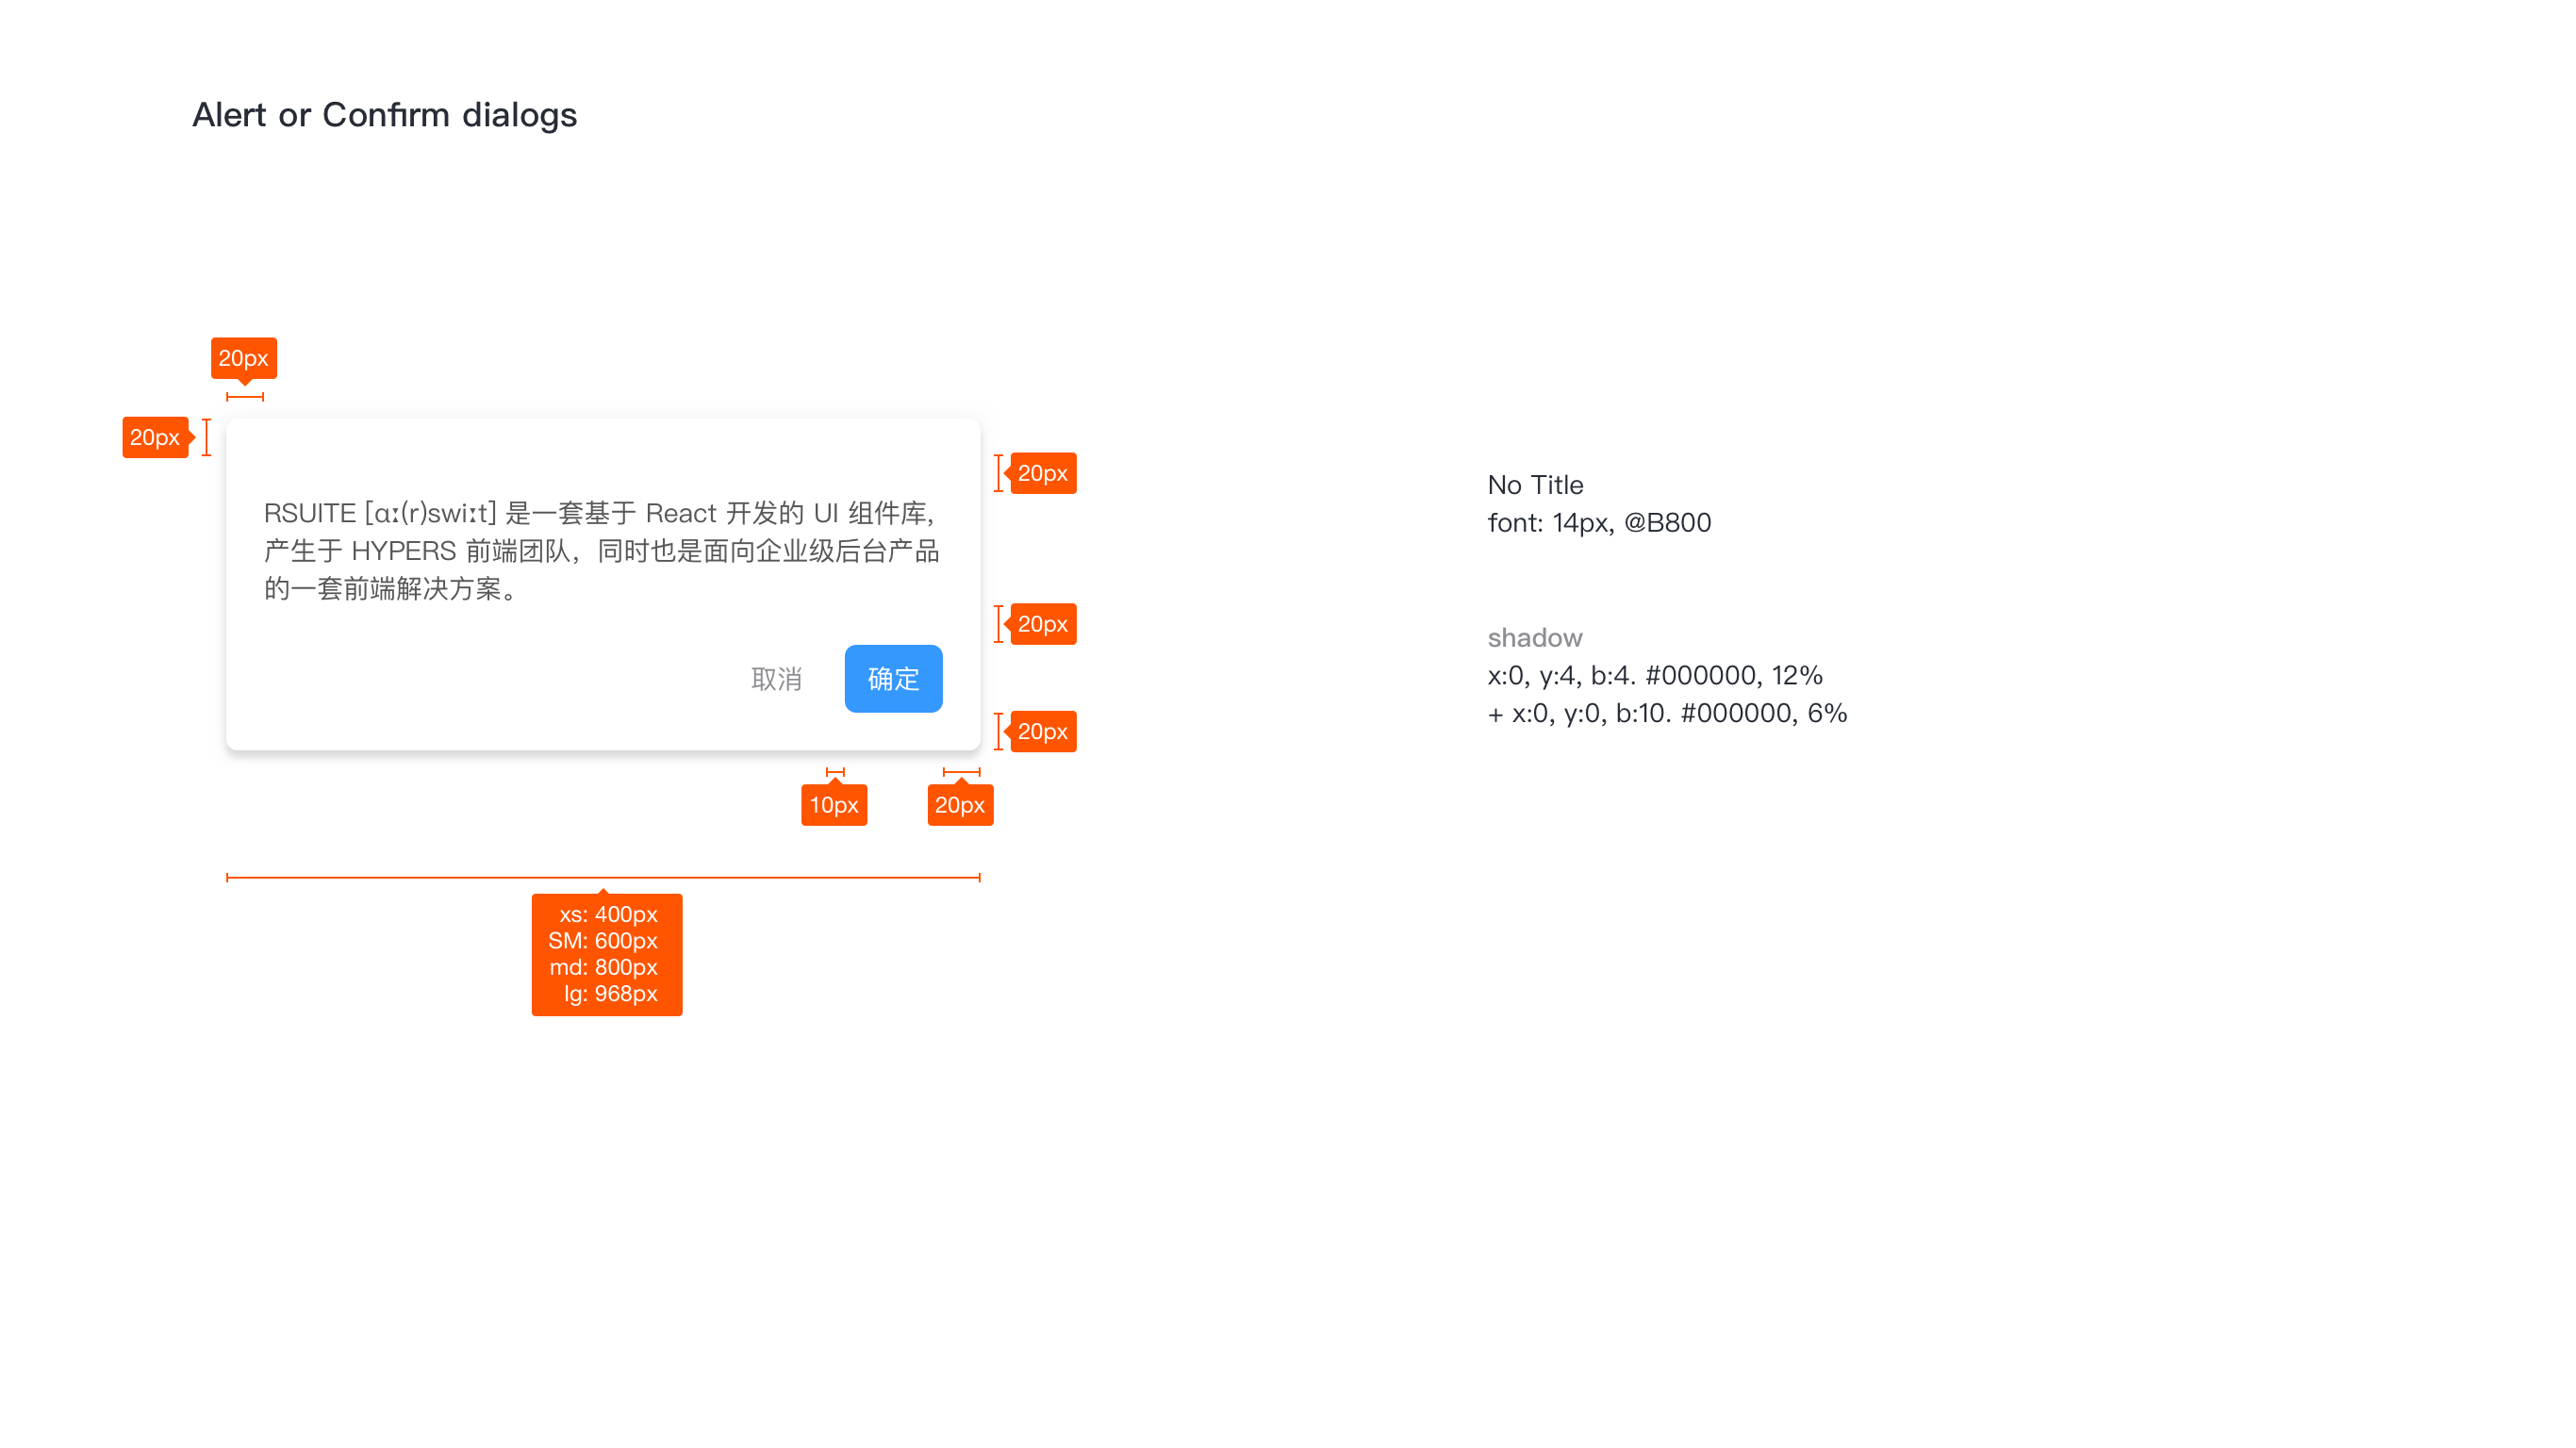 Alert or Confirm dialogs
20px
20px
RSUITE [ɑː(r)swiːt] 是一套基于 React 开发的 UI 组件库,
产生于 HYPERS 前端团队，同时也是面向企业级后台产品
的一套前端解决方案。
取消
确定
20px
20px
20px
10px
20px
xs: 400px
SM: 600px
md: 800px
lg: 968px
No Title
font: 14px, @B800
shadow
x:0, y:4, b:4. #000000, 12%
+ x:0, y:0, b:10. #000000, 6%